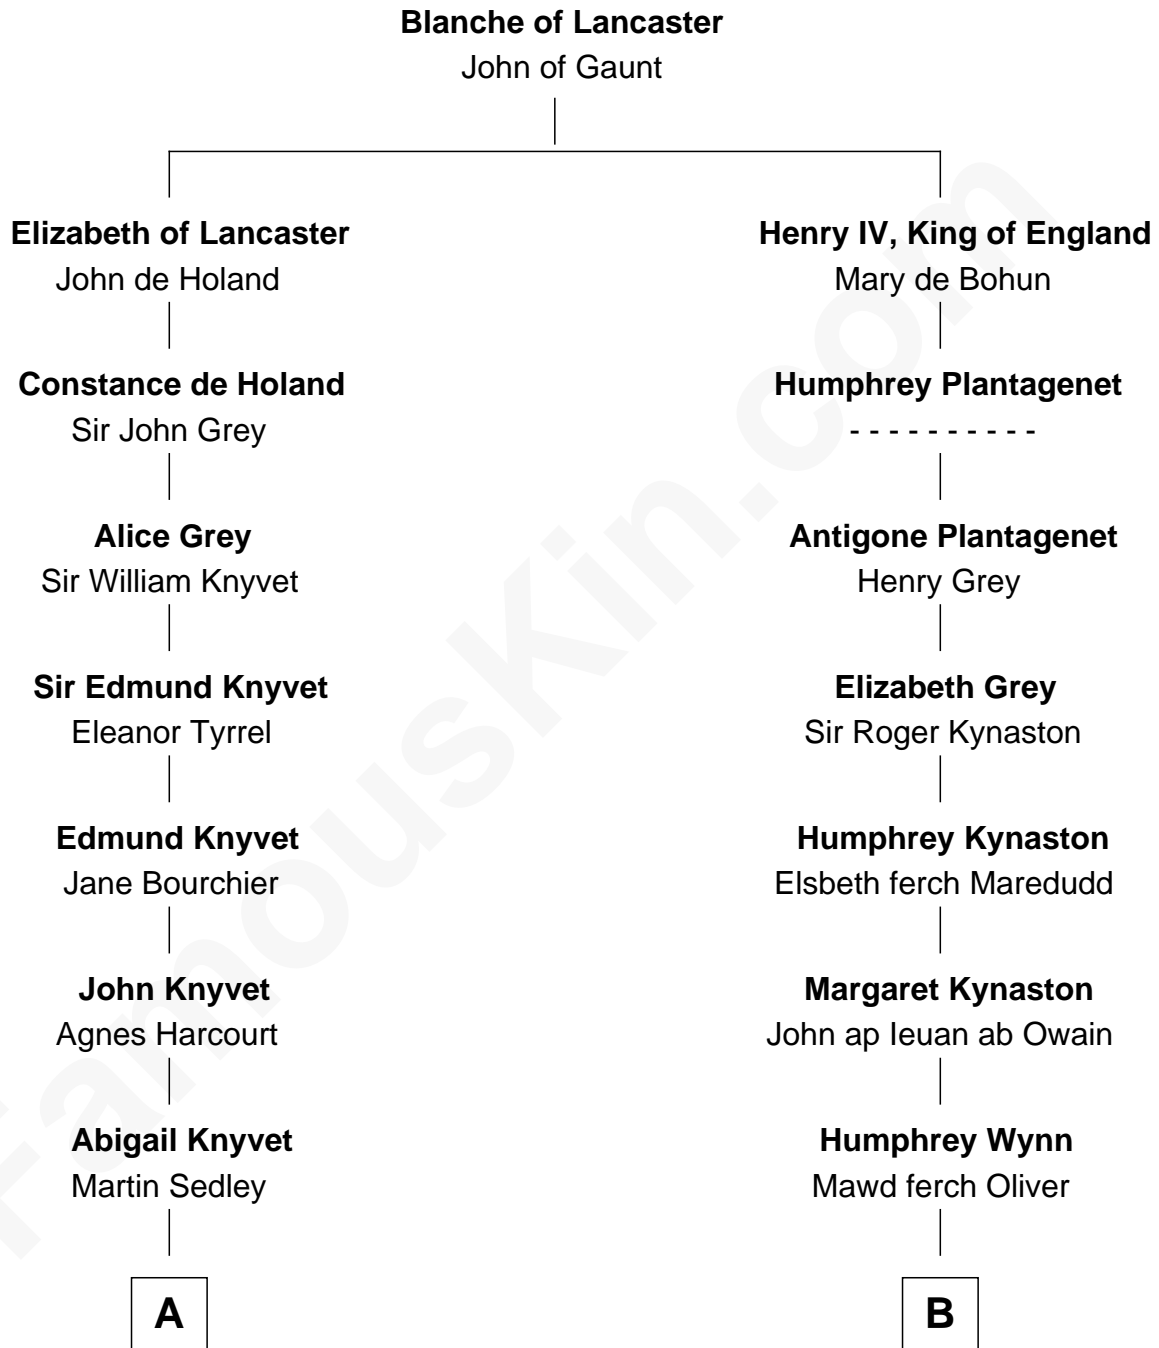 Blanche of Lancaster
John of Gaunt
Elizabeth of Lancaster
John de Holand
Henry IV, King of England
Mary de Bohun
Constance de Holand
Sir John Grey
Humphrey Plantagenet
- - - - - - - - - -
Alice Grey
Sir William Knyvet
Antigone Plantagenet
Henry Grey
Sir Edmund Knyvet
Eleanor Tyrrel
Elizabeth Grey
Sir Roger Kynaston
Edmund Knyvet
Jane Bourchier
Humphrey Kynaston
Elsbeth ferch Maredudd
John Knyvet
Agnes Harcourt
Margaret Kynaston
John ap Ieuan ab Owain
Abigail Knyvet
Martin Sedley
Humphrey Wynn
Mawd ferch Oliver
A
B
FamousKin.com